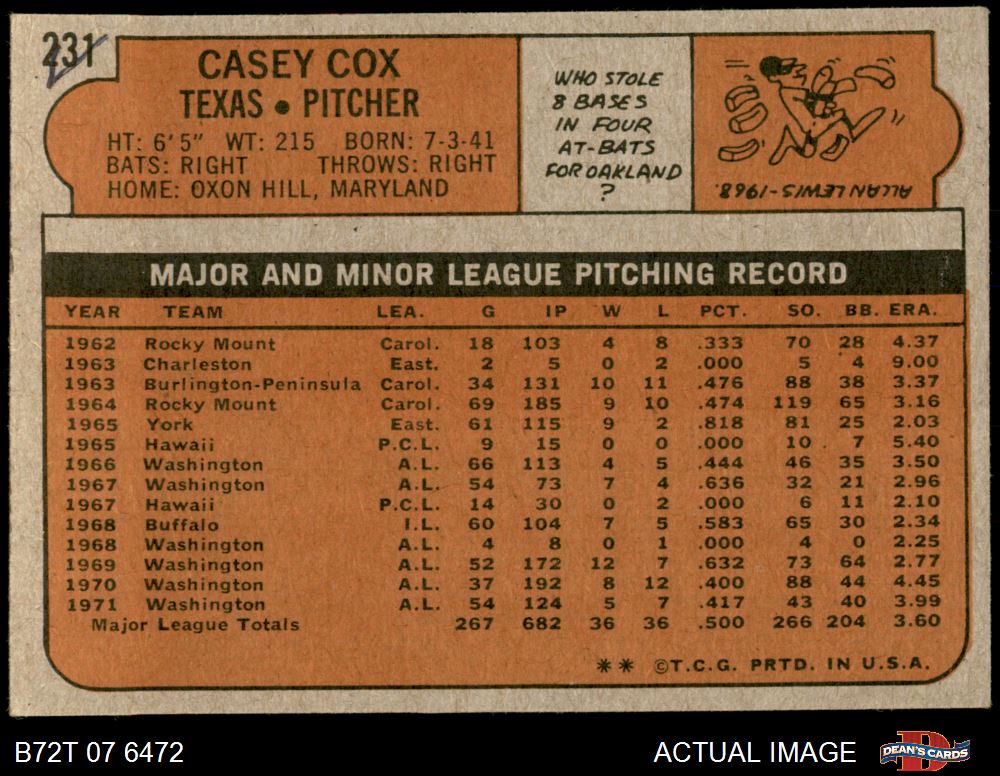 231
CASEY COX
TEXAS • PITCHER
HT: 6'5" WT: 215 BORN: 7-3-41
BATS: RIGHT THROWS: RIGHT
HOME: OXON HILL, MARYLAND
WHO STOLE
8 BASES
IN FOUR
AT-BATS
FOR OAKLAND
?
ALLAN LEWIS-1968.
MAJOR AND MINOR LEAGUE PITCHING RECORD
YEAR TEAM LEA. G IP W L PCT. SO. BB. ERA.
1962 Rocky Mount Carol. 18 103 4 8 .333 70 28 4.37
1963 Charleston East. 2 5 0 2 .000 5 4 9.00
1963 Burlington-Peninsula Carol. 34 131 10 11 .476 88 38 3.37
1964 Rocky Mount Carol. 69 185 9 10 .474 119 65 3.16
1965 York East. 61 115 9 2 .818 81 25 2.03
1965 Hawaii P.C.L. 9 15 0 0 .000 10 7 5.40
1966 Washington A.L. 66 113 4 5 .444 46 35 3.50
1967 Washington A.L. 54 73 7 4 .636 32 21 2.96
1967 Hawaii P.C.L. 14 30 0 2 .000 6 11 2.10
1968 Buffalo I.L. 60 104 7 5 .583 65 30 2.34
1968 Washington A.L. 4 8 0 1 .000 4 0 2.25
1969 Washington A.L. 52 172 12 7 .632 73 64 2.77
1970 Washington A.L. 37 192 8 12 .400 88 44 4.45
1971 Washington A.L. 54 124 5 7 .417 43 40 3.99
Major League Totals 267 682 36 36 .500 266 204 3.60
** ©T.C.G. PRTD. IN U.S.A.
B72T 07 6472
ACTUAL IMAGE
D
DEAN'S CARDS